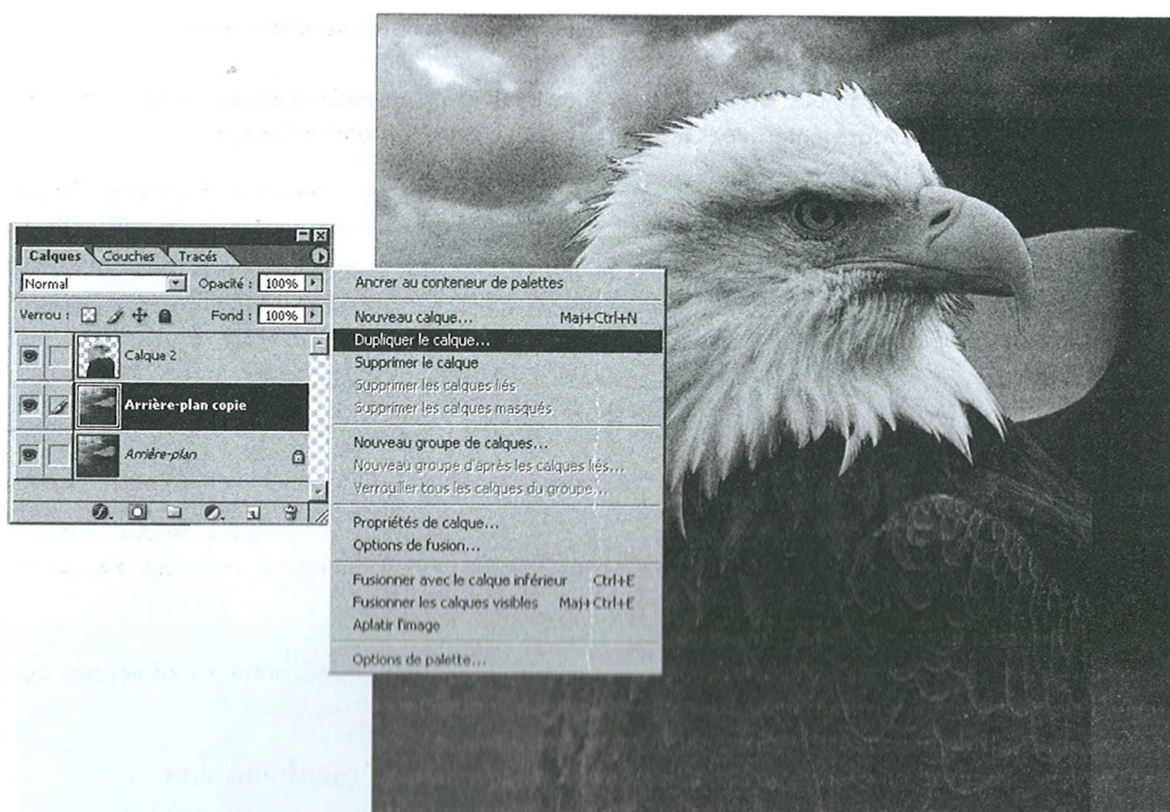 Calques Couches Tracés
Normal Opacité : 100%
Verrou : Fond : 100%
Calque 2
Arrière-plan copie
Arrière-plan
Ancrer au conteneur de palettes
Nouveau calque... Maj+Ctrl+N
Dupliquer le calque...
Supprimer le calque
Supprimer les calques liés
Supprimer les calques masqués
Nouveau groupe de calques...
Nouveau groupe d'après les calques liés...
Verrouiller tous les calques du groupe...
Propriétés de calque...
Options de fusion...
Fusionner avec le calque inférieur Ctrl+E
Fusionner les calques visibles Maj+Ctrl+E
Aplatir l'image
Options de palette...